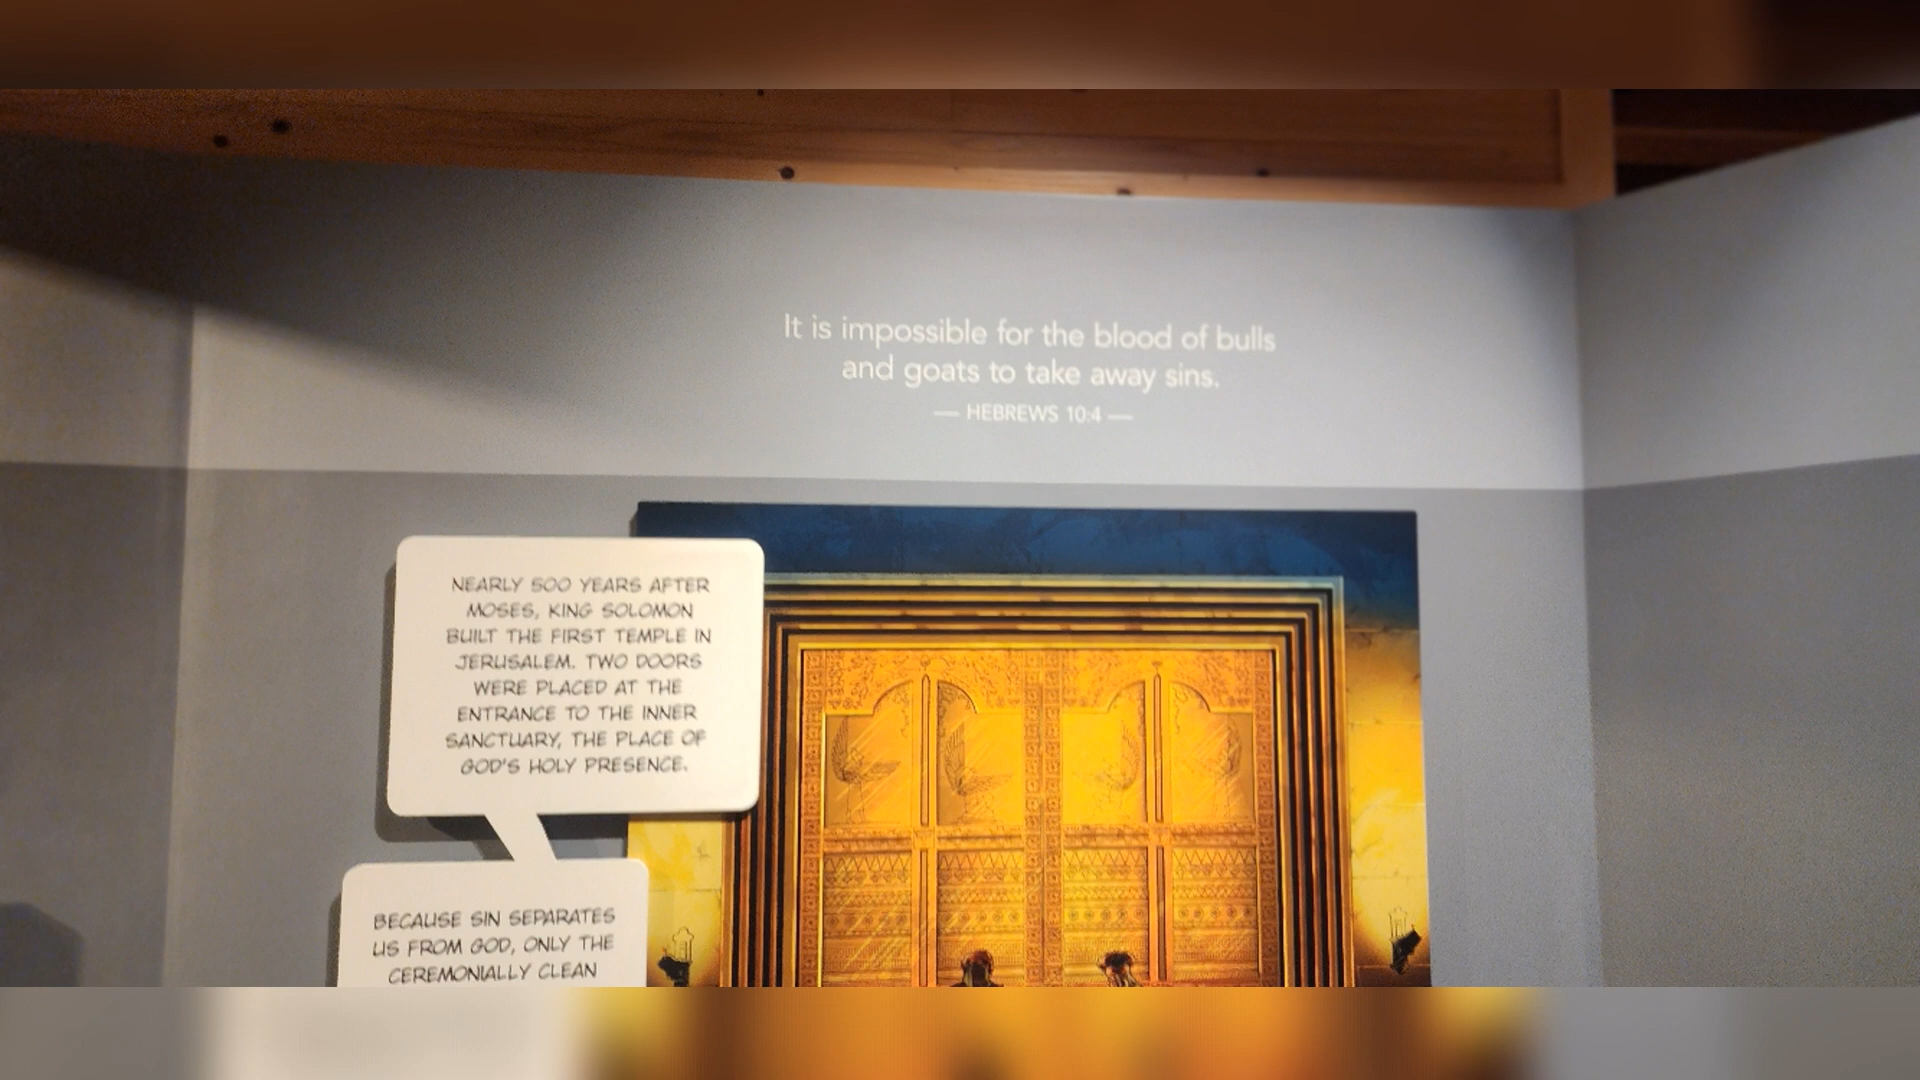 It is impossible for the blood of bulls
and goats to take away sins.
— HEBREWS 10:4 —
NEARLY 500 YEARS AFTER
MOSES, KING SOLOMON
BUILT THE FIRST TEMPLE IN
JERUSALEM. TWO DOORS
WERE PLACED AT THE
ENTRANCE TO THE INNER
SANCTUARY, THE PLACE OF
GOD'S HOLY PRESENCE.
BECAUSE SIN SEPARATES
US FROM GOD, ONLY THE
CEREMONIALLY CLEAN